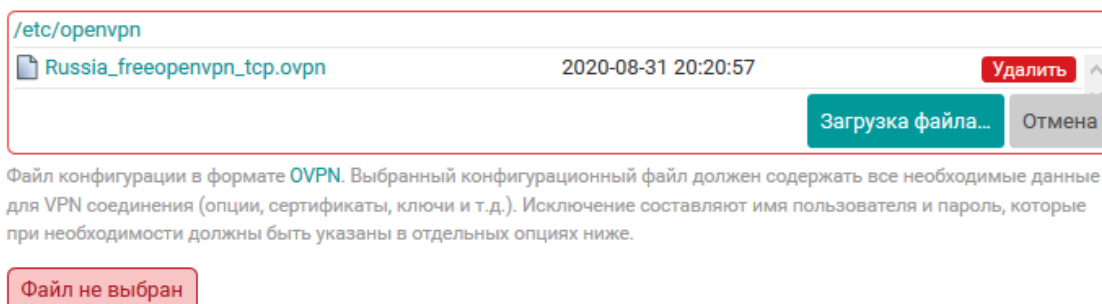 /etc/openvpn
Russia_freeopenvpn_tcp.ovpn 2020-08-31 20:20:57 Удалить
Загрузка файла... Отмена
Файл конфигурации в формате OVPN. Выбранный конфигурационный файл должен содержать все необходимые данные
для VPN соединения (опции, сертификаты, ключи и т.д.). Исключение составляют имя пользователя и пароль, которые
при необходимости должны быть указаны в отдельных опциях ниже.
Файл не выбран